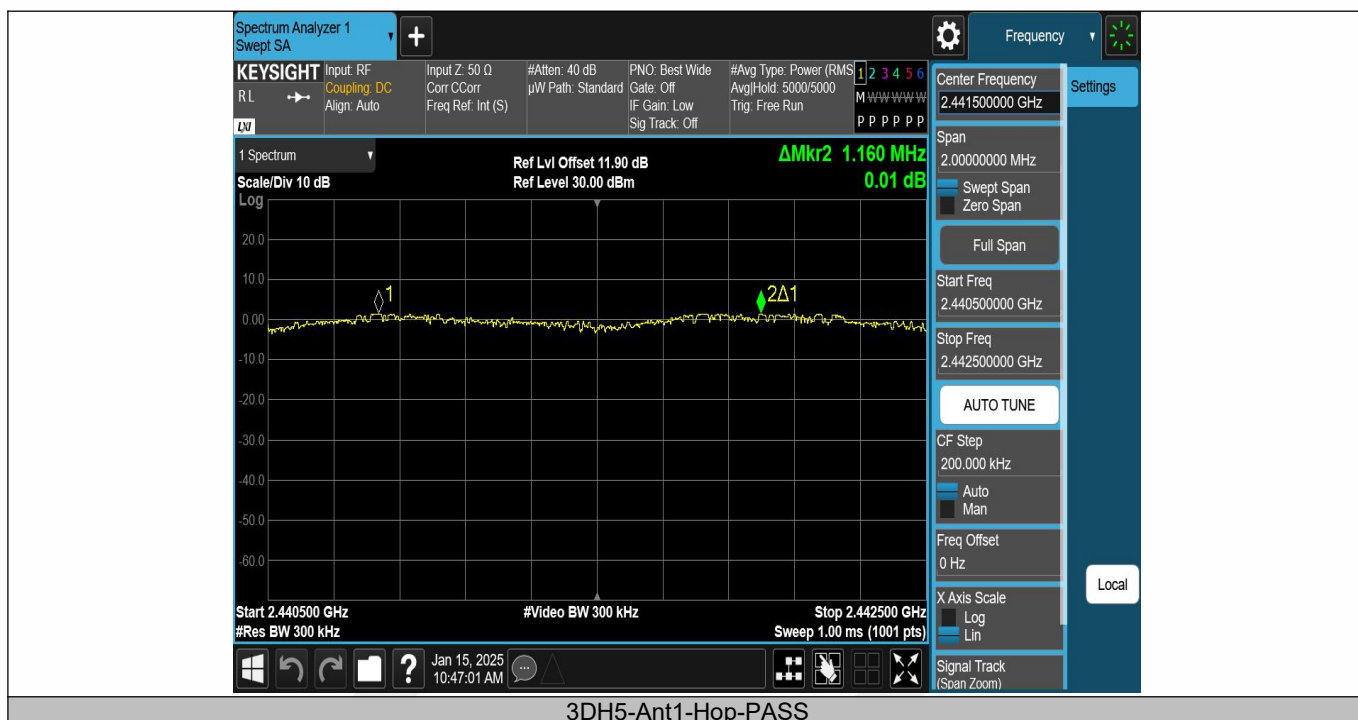 Spectrum Analyzer 1
Swept SA
+
Frequency
KEYSIGHT
RL
LXI
Input: RF
Coupling: DC
Align: Auto
Input Z: 50 Ω
Corr CCorr
Freq Ref: Int (S)
#Atten: 40 dB
µW Path: Standard
PNO: Best Wide
Gate: Off
IF Gain: Low
Sig Track: Off
#Avg Type: Power (RMS
Avg|Hold: 5000/5000
Trig: Free Run
1 2 3 4 5 6
M W W W W W
P P P P P P
1 Spectrum
Scale/Div 10 dB
Log
Ref Lvl Offset 11.90 dB
Ref Level 30.00 dBm
ΔMkr2 1.160 MHz
0.01 dB
20.0
10.0
1
2Δ1
0.00
-10.0
-20.0
-30.0
-40.0
-50.0
-60.0
Start 2.440500 GHz
#Video BW 300 kHz
Stop 2.442500 GHz
#Res BW 300 kHz
Sweep 1.00 ms (1001 pts)
Center Frequency
2.441500000 GHz
Settings
Span
2.00000000 MHz
Swept Span
Zero Span
Full Span
Start Freq
2.440500000 GHz
Stop Freq
2.442500000 GHz
AUTO TUNE
CF Step
200.000 kHz
Auto
Man
Freq Offset
0 Hz
Local
X Axis Scale
Log
Lin
Signal Track
(Span Zoom)
?
Jan 15, 2025
10:47:01 AM
3DH5-Ant1-Hop-PASS